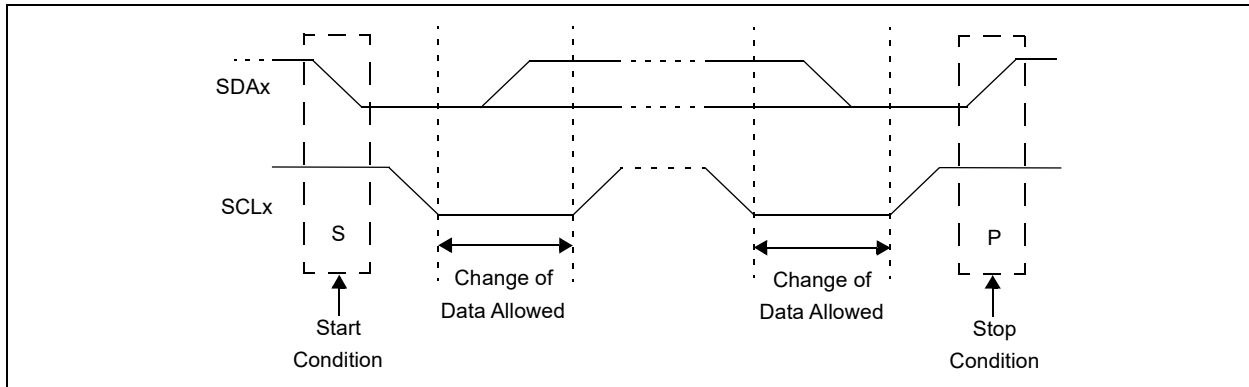 SDAx
SCLx
S
P
Change of
Data Allowed
Change of
Data Allowed
Start
Condition
Stop
Condition